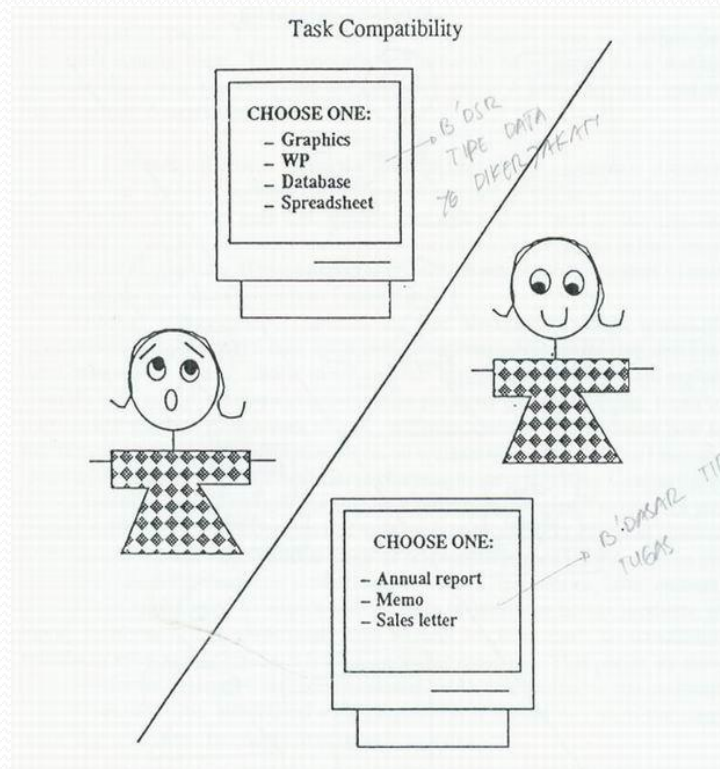 Task Compatibility
CHOOSE ONE:
– Graphics
– WP
– Database
– Spreadsheet
B'DSR
TIPE DATA
YG DIKERJAKAN
CHOOSE ONE:
– Annual report
– Memo
– Sales letter
B'DASAR TIP
TUGAS